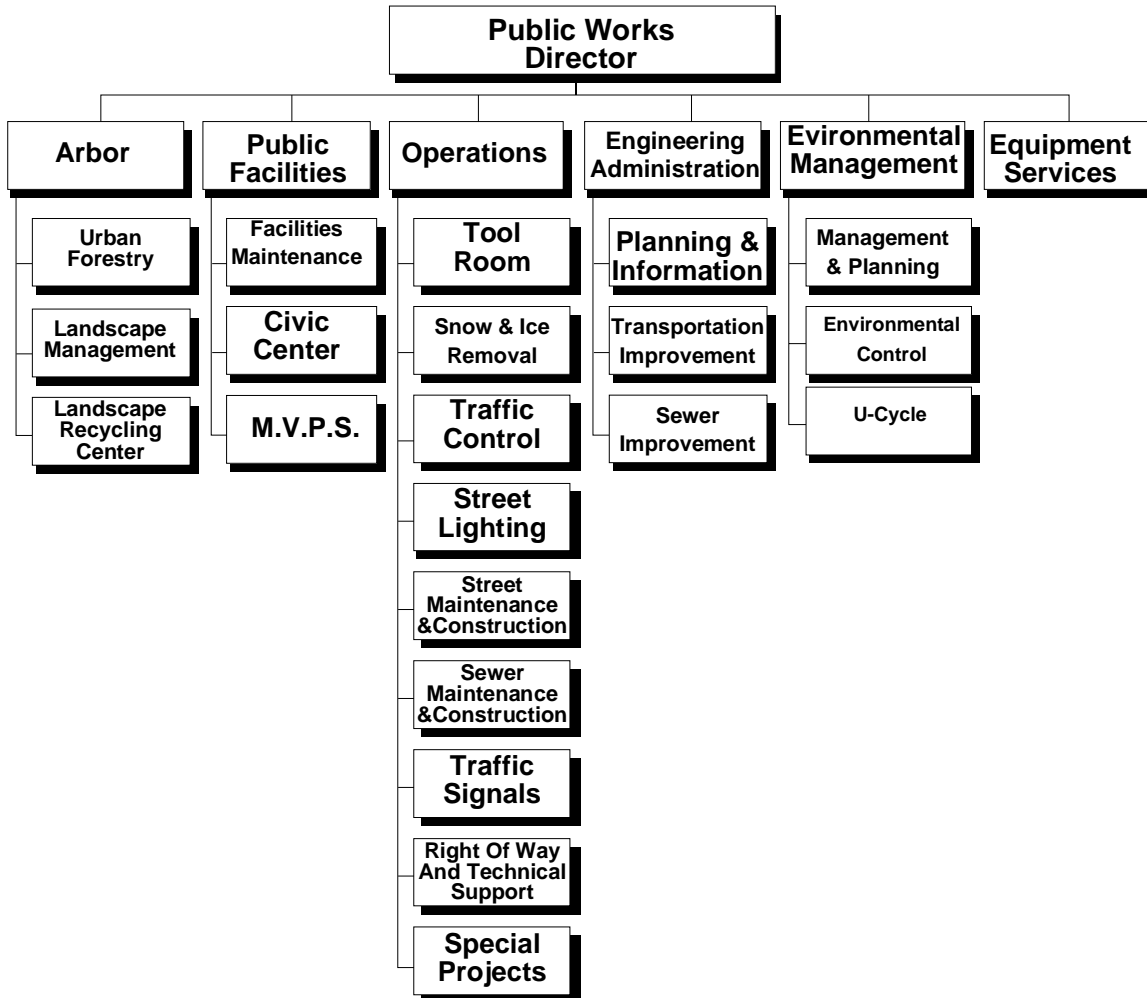 Public Works
Director
Arbor
Public
Facilities
Operations
Engineering
Administration
Evironmental
Management
Equipment
Services
Urban
Forestry
Landscape
Management
Landscape
Recycling
Center
Facilities
Maintenance
Civic
Center
M.V.P.S.
Tool
Room
Snow & Ice
Removal
Traffic
Control
Street
Lighting
Street
Maintenance
&Construction
Sewer
Maintenance
&Construction
Traffic
Signals
Right Of Way
And Technical
Support
Special
Projects
Planning &
Information
Transportation
Improvement
Sewer
Improvement
Management
& Planning
Environmental
Control
U-Cycle